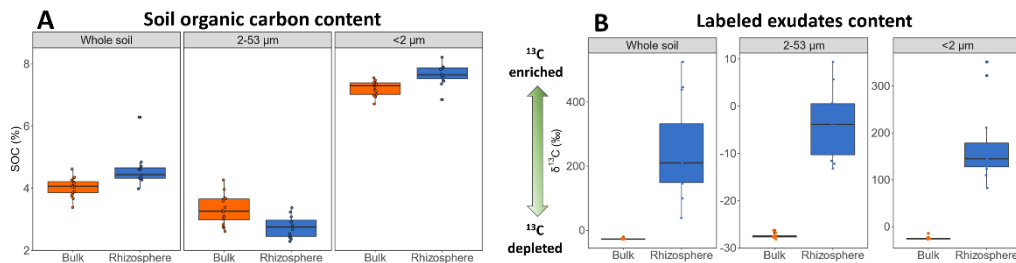 A
Soil organic carbon content
Whole soil
2-53 µm
<2 µm
SOC (%)
8
6
4
2
Bulk
Rhizosphere
Bulk
Rhizosphere
Bulk
Rhizosphere
¹³C
enriched
¹³C
depleted
B
Labeled exudates content
Whole soil
2-53 µm
<2 µm
δ¹³C (‰)
400
200
0
10
0
-10
-20
-30
300
200
100
0
Bulk
Rhizosphere
Bulk
Rhizosphere
Bulk
Rhizosphere